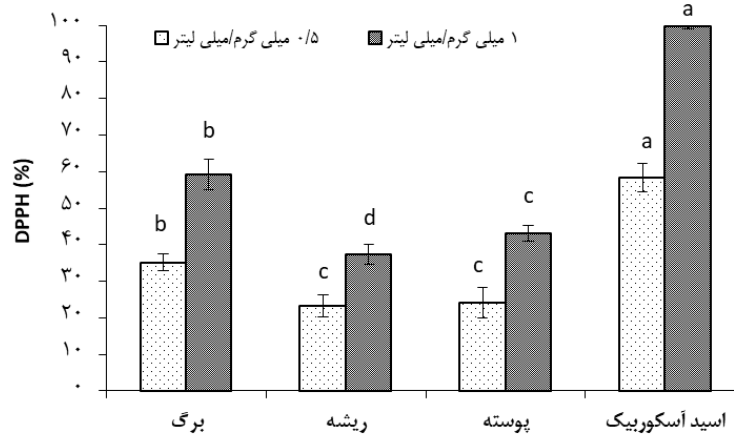 ۱۰۰
۹۰
۸۰
۷۰
۶۰
۵۰
۴۰
۳۰
۲۰
۱۰
۰
DPPH (%)
۰/۵ میلی گرم/میلی لیتر
۱ میلی گرم/میلی لیتر
b
b
c
d
c
c
a
a
برگ
ریشه
پوسته
اسید آسکوربیک